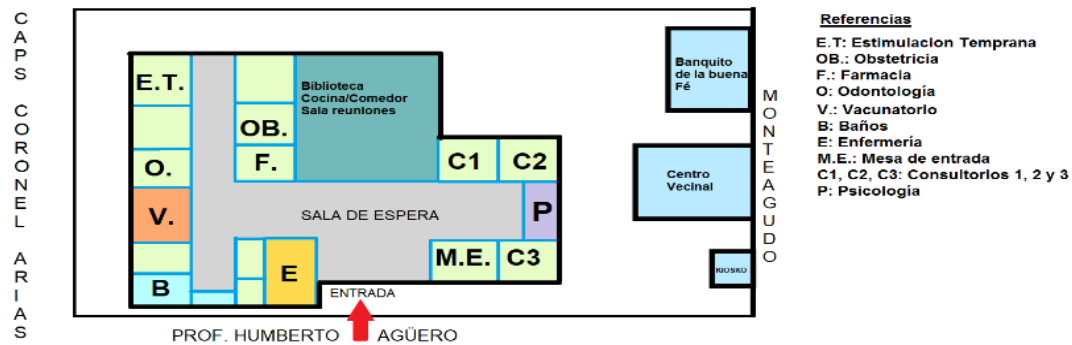 CAPS CORONEL ARIAS
E.T.
OB.
O.
F.
V.
B
E
Biblioteca
Cocina/Comedor
Sala reuniones
C1
C2
SALA DE ESPERA
P
M.E.
C3
ENTRADA
PROF. HUMBERTO AGÜERO
Banquito
de la buena
Fé
Centro
Vecinal
KIOSKO
MONTEAGUDO
Referencias
E.T: Estimulacion Temprana
OB.: Obstetricia
F.: Farmacia
O: Odontología
V.: Vacunatorio
B: Baños
E: Enfermería
M.E.: Mesa de entrada
C1, C2, C3: Consultorios 1, 2 y 3
P: Psicología